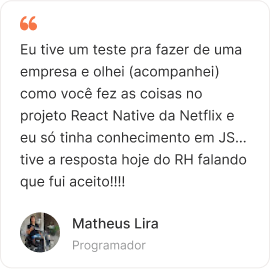 Eu tive um teste pra fazer de uma
empresa e olhei (acompanhei)
como você fez as coisas no
projeto React Native da Netflix e
eu só tinha conhecimento em JS...
tive a resposta hoje do RH falando
que fui aceito!!!!
Matheus Lira
Programador